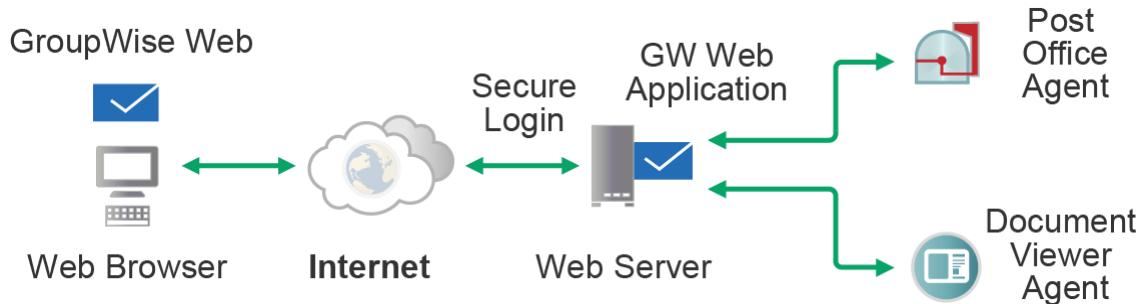 GroupWise Web
Web Browser
Internet
Secure
Login
GW Web
Application
Web Server
Post
Office
Agent
Document
Viewer
Agent